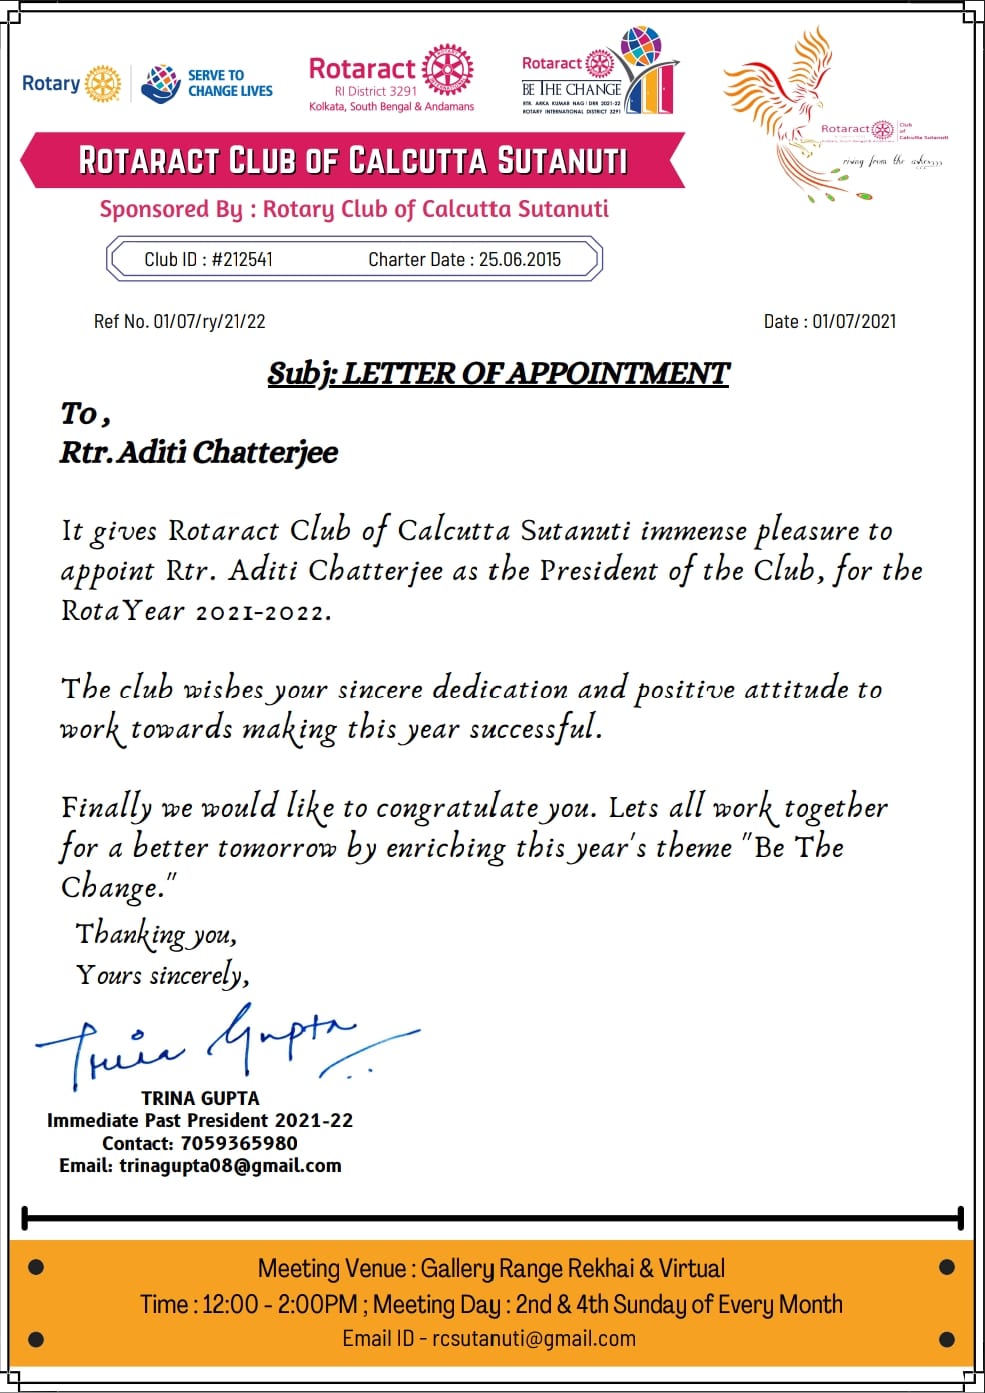 Rotary
SERVE TO
CHANGE LIVES
Rotaract
RI District 3291
Kolkata, South Bengal & Andamans
Rotaract
BE THE CHANGE
RTR. ARKA KUMAR NAG | DRR 2021-22
ROTARY INTERNATIONAL DISTRICT 3291
Rotaract
Club
of
Calcutta Sutanuti
rising from the ashes
ROTARACT CLUB OF CALCUTTA SUTANUTI
Sponsored By : Rotary Club of Calcutta Sutanuti
Club ID : #212541 Charter Date : 25.06.2015
Ref No. 01/07/ry/21/22 Date : 01/07/2021
Subj: LETTER OF APPOINTMENT
To ,
Rtr. Aditi Chatterjee
It gives Rotaract Club of Calcutta Sutanuti immense pleasure to
appoint Rtr. Aditi Chatterjee as the President of the Club, for the
RotaYear 2021-2022.
The club wishes your sincere dedication and positive attitude to
work towards making this year successful.
Finally we would like to congratulate you. Lets all work together
for a better tomorrow by enriching this year's theme "Be The
Change."
Thanking you,
Yours sincerely,
Trina Gupta
TRINA GUPTA
Immediate Past President 2021-22
Contact: 7059365980
Email: trinagupta08@gmail.com
Meeting Venue : Gallery Range Rekhai & Virtual
Time : 12:00 - 2:00PM ; Meeting Day : 2nd & 4th Sunday of Every Month
Email ID - rcsutanuti@gmail.com